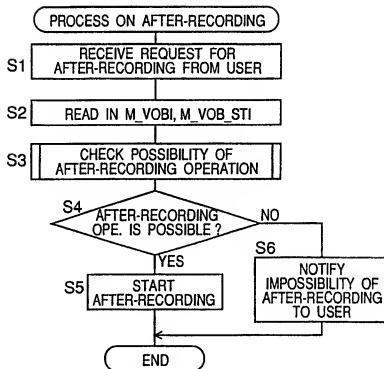 PROCESS ON AFTER-RECORDING
S1
RECEIVE REQUEST FOR
AFTER-RECORDING FROM USER
S2
READ IN M_VOBI, M_VOB_STI
S3
CHECK POSSIBILITY OF
AFTER-RECORDING OPERATION
S4
AFTER-RECORDING
OPE. IS POSSIBLE ?
NO
YES
S5
START
AFTER-RECORDING
S6
NOTIFY
IMPOSSIBILITY OF
AFTER-RECORDING
TO USER
END